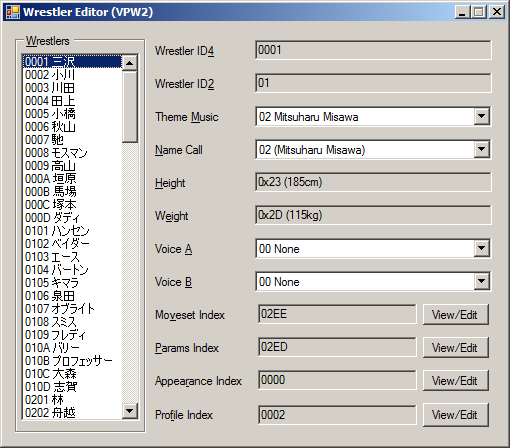 Wrestler Editor (VPW2)
Wrestlers
0001 三沢
0002 小川
0003 川田
0004 田上
0005 小橋
0006 秋山
0007 馳
0008 モスマン
0009 高山
000A 垣原
000B 馬場
000C 塚本
000D ダディ
0101 ハンセン
0102 ベイダー
0103 エース
0104 バートン
0105 キマラ
0106 泉田
0107 オブライト
0108 スミス
0109 フレディ
010A バリー
010B プロフェッサー
010C 大森
010D 志賀
0201 林
0202 舟越
Wrestler ID4 0001
Wrestler ID2 01
Theme Music 02 Mitsuharu Misawa
Name Call 02 (Mitsuharu Misawa)
Height 0x23 (185cm)
Weight 0x2D (115kg)
Voice A 00 None
Voice B 00 None
Moveset Index 02EE View/Edit
Params Index 02ED View/Edit
Appearance Index 0000 View/Edit
Profile Index 0002 View/Edit